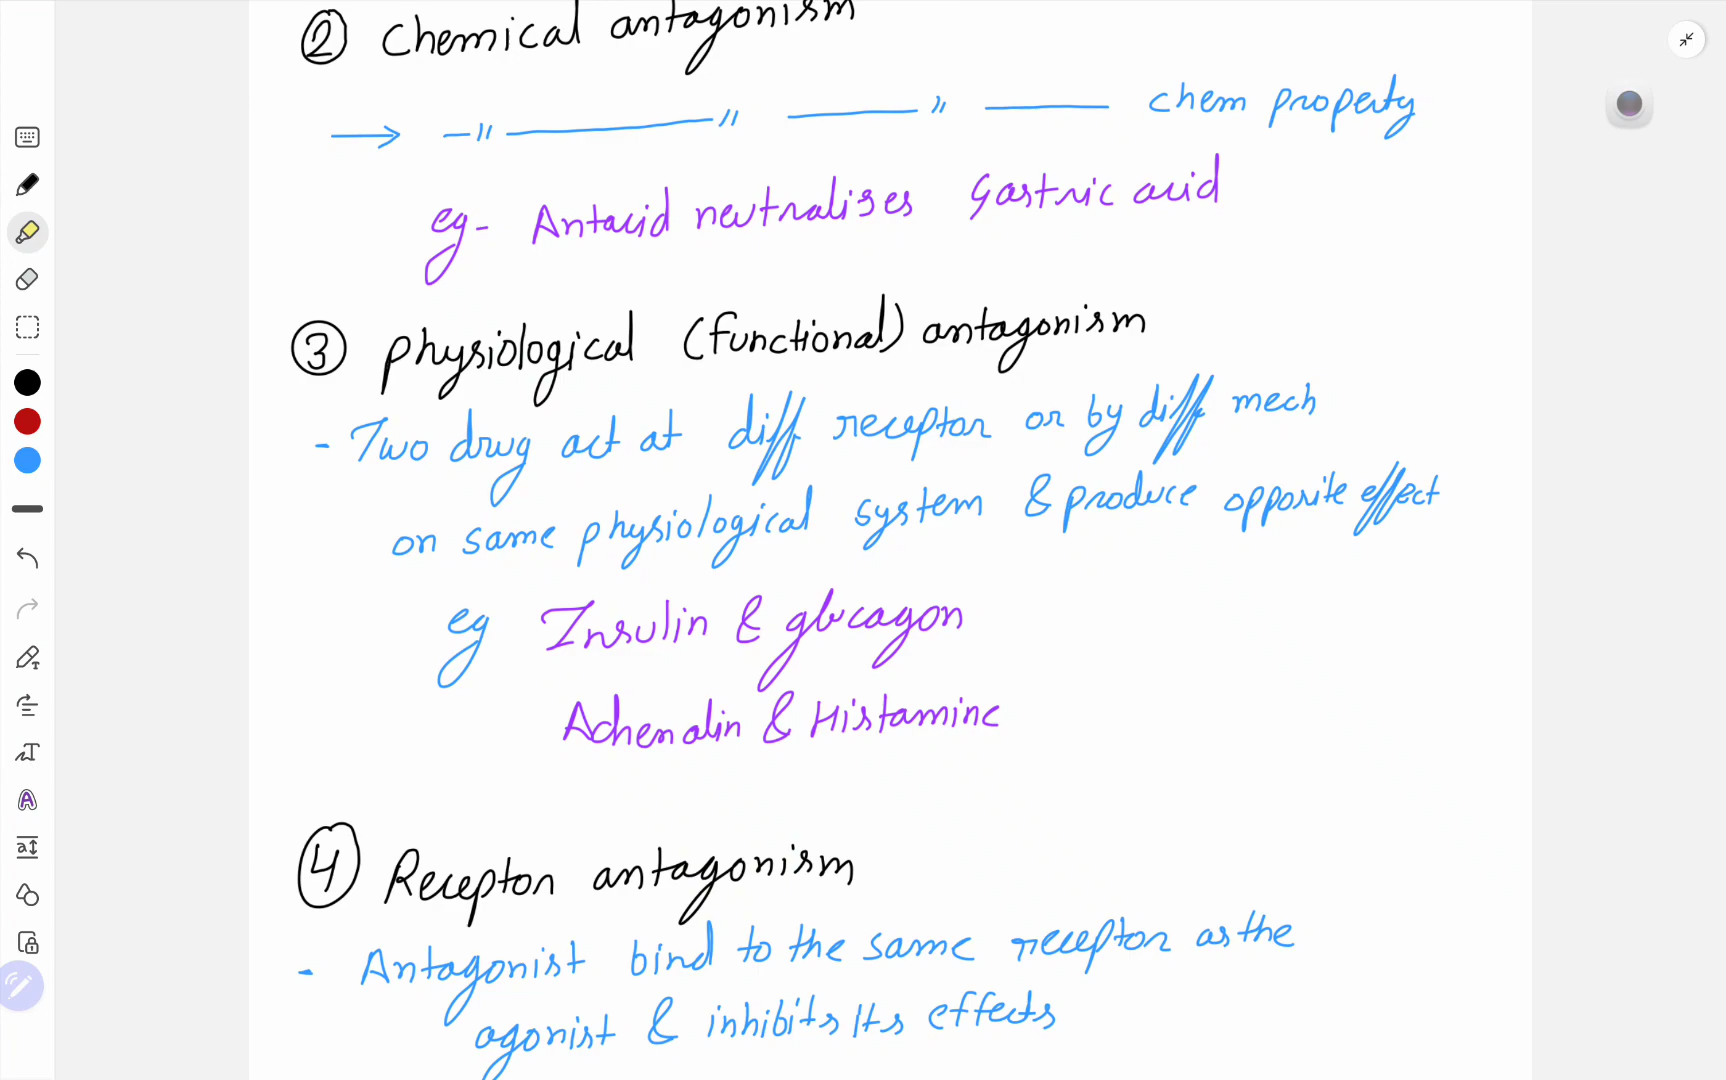 ② Chemical antagonism
→ — " —— " —— " —— chem property
eg- Antacid neutralises Gastric acid
③ physiological (functional) antagonism
- Two drug act at diff receptor or by diff mech
on same physiological system & produce opposite effect
eg Insulin & glucagon
Adrenalin & Histamine
④ Receptor antagonism
- Antagonist bind to the same receptor as the
agonist & inhibits its effects